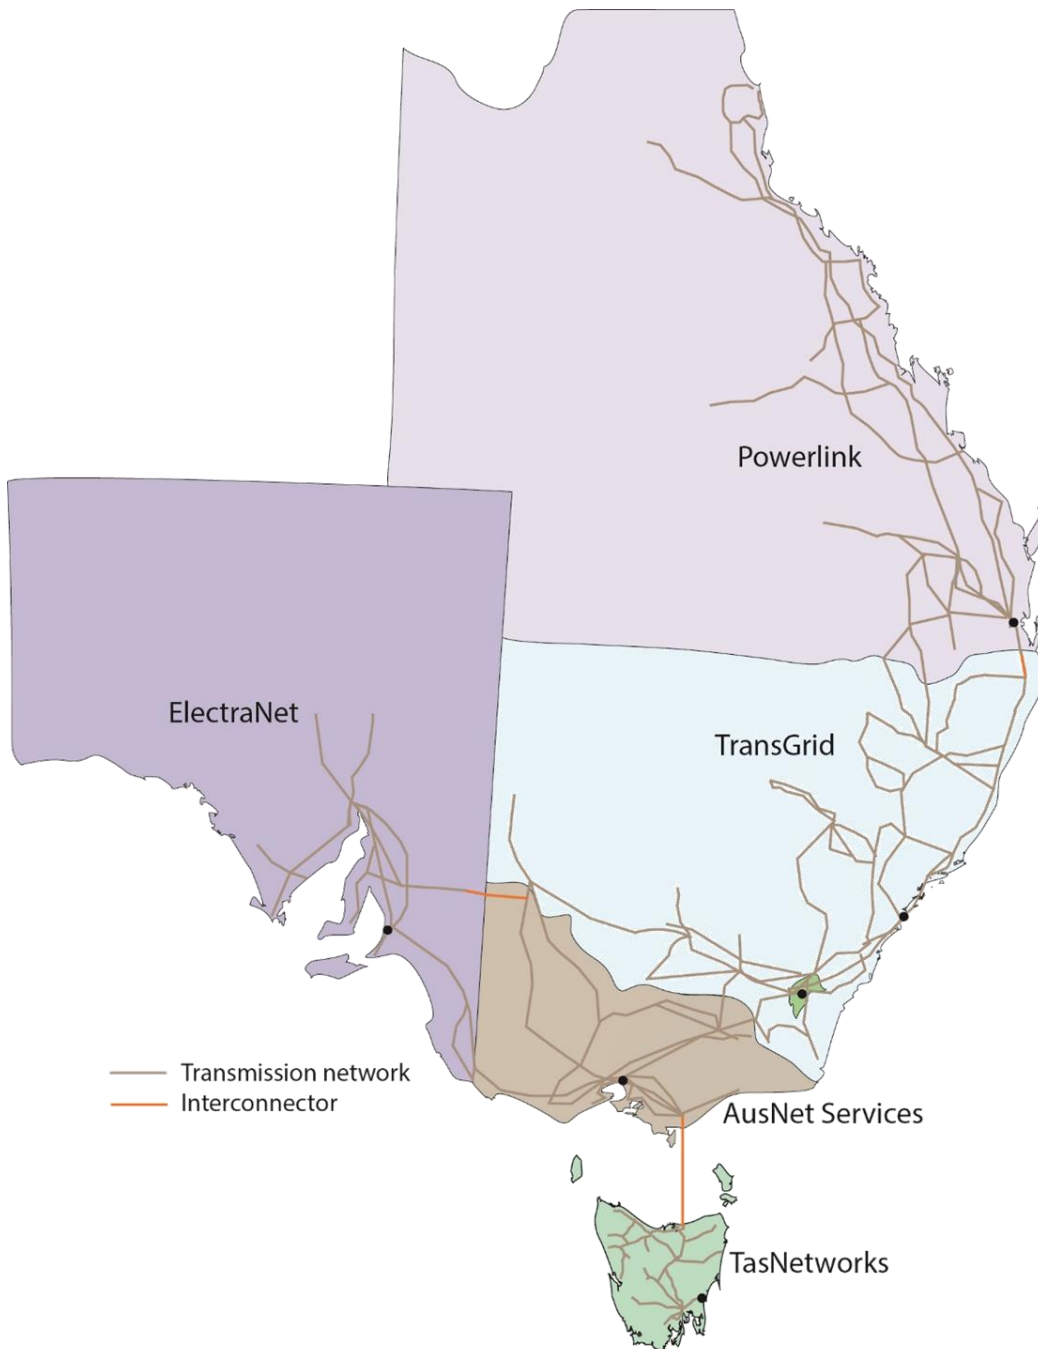 Powerlink
ElectraNet
TransGrid
Transmission network
Interconnector
AusNet Services
TasNetworks